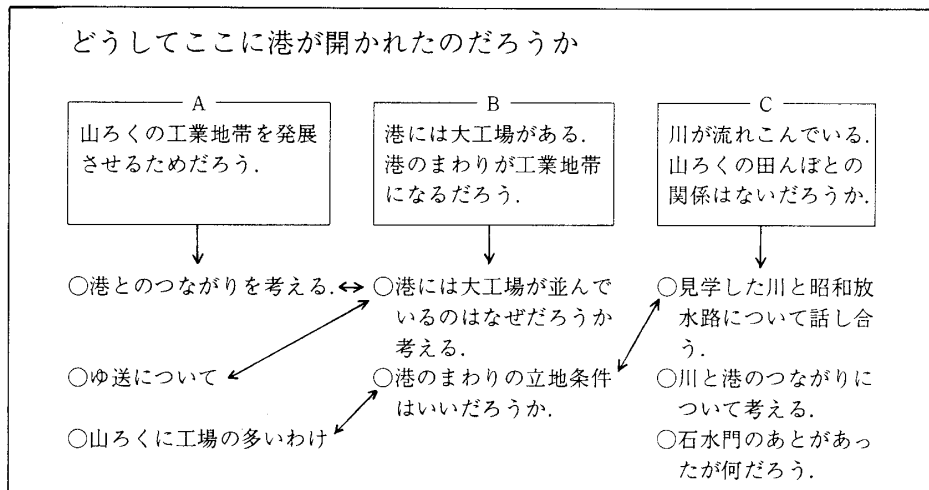 どうしてここに港が開かれたのだろうか
A
山ろくの工業地帯を発展
させるためだろう.
B
港には大工場がある.
港のまわりが工業地帯
になるだろう.
C
川が流れこんでいる.
山ろくの田んぼとの
関係はないだろうか.
○港とのつながりを考える.
○ゆ送について
○山ろくに工場の多いわけ
○港には大工場が並んで
いるのはなぜだろうか
考える.
○港のまわりの立地条件
はいいだろうか.
○見学した川と昭和放
水路について話し合
う.
○川と港のつながりに
ついて考える.
○石水門のあとがあっ
たが何だろう.